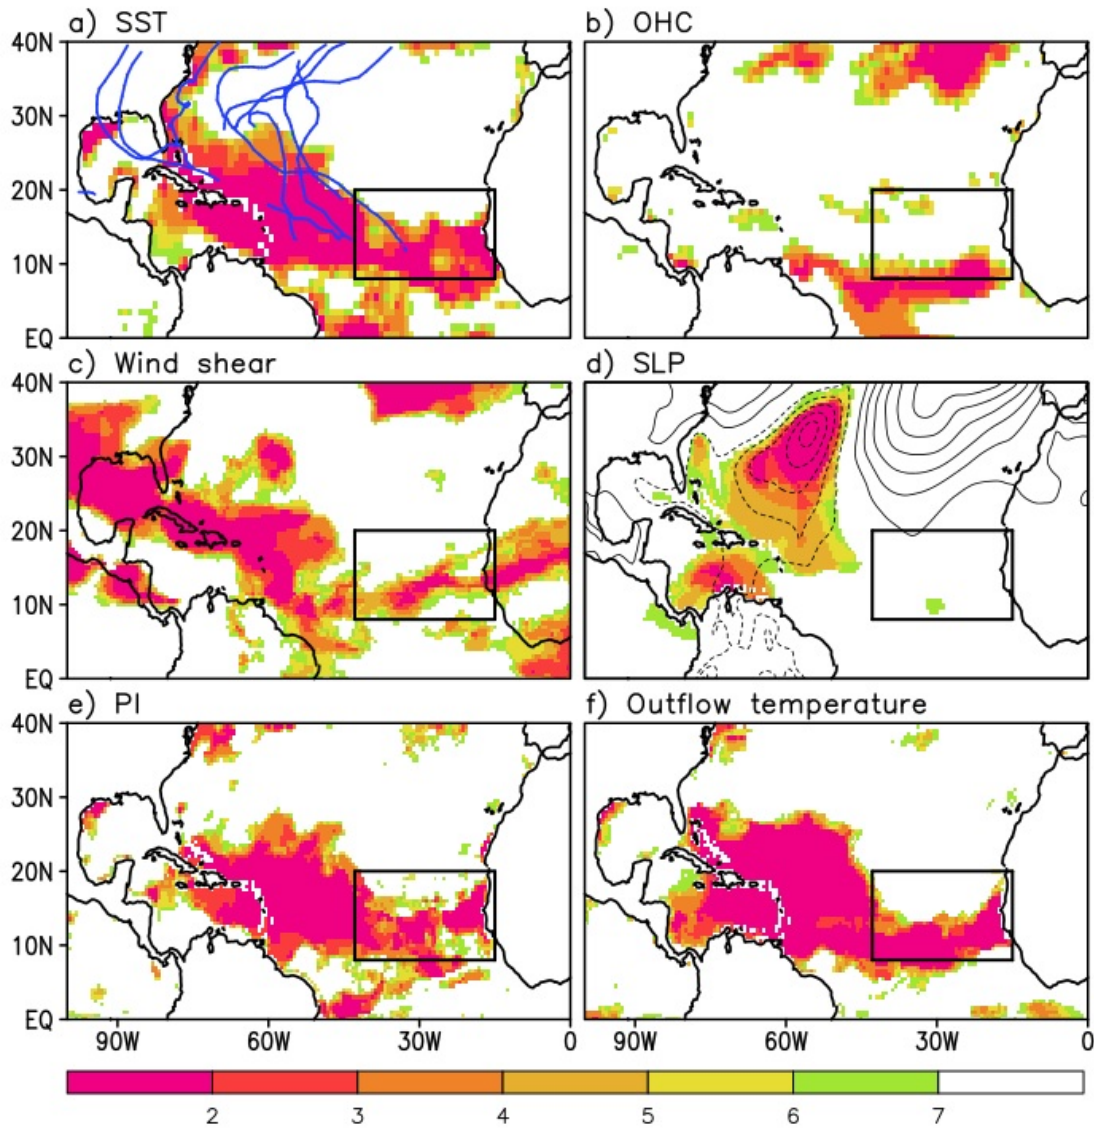 a) SST
b) OHC
40N
30N
20N
10N
EQ
c) Wind shear
d) SLP
40N
30N
20N
10N
EQ
e) PI
f) Outflow temperature
40N
30N
20N
10N
EQ
90W 60W 30W 0 90W 60W 30W 0
2 3 4 5 6 7